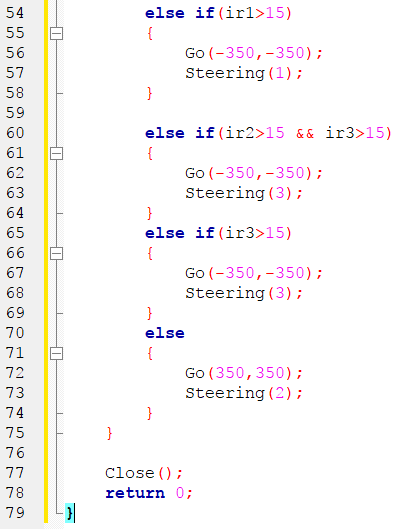 54 else if(ir1>15)
55 {
56 Go(-350,-350);
57 Steering(1);
58 }
59
60 else if(ir2>15 && ir3>15)
61 {
62 Go(-350,-350);
63 Steering(3);
64 }
65 else if(ir3>15)
66 {
67 Go(-350,-350);
68 Steering(3);
69 }
70 else
71 {
72 Go(350,350);
73 Steering(2);
74 }
75 }
76
77 Close();
78 return 0;
79 }